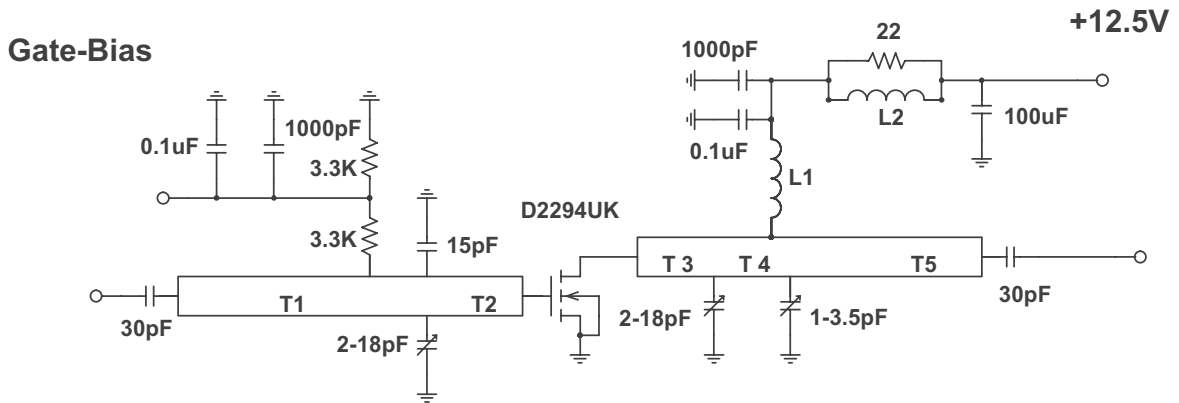 +12.5V
Gate-Bias
22
1000pF
L2
100uF
1000pF
0.1uF
0.1uF
3.3K
L1
D2294UK
3.3K
15pF
T 3
T 4
T5
T1
T2
30pF
2-18pF
1-3.5pF
30pF
2-18pF